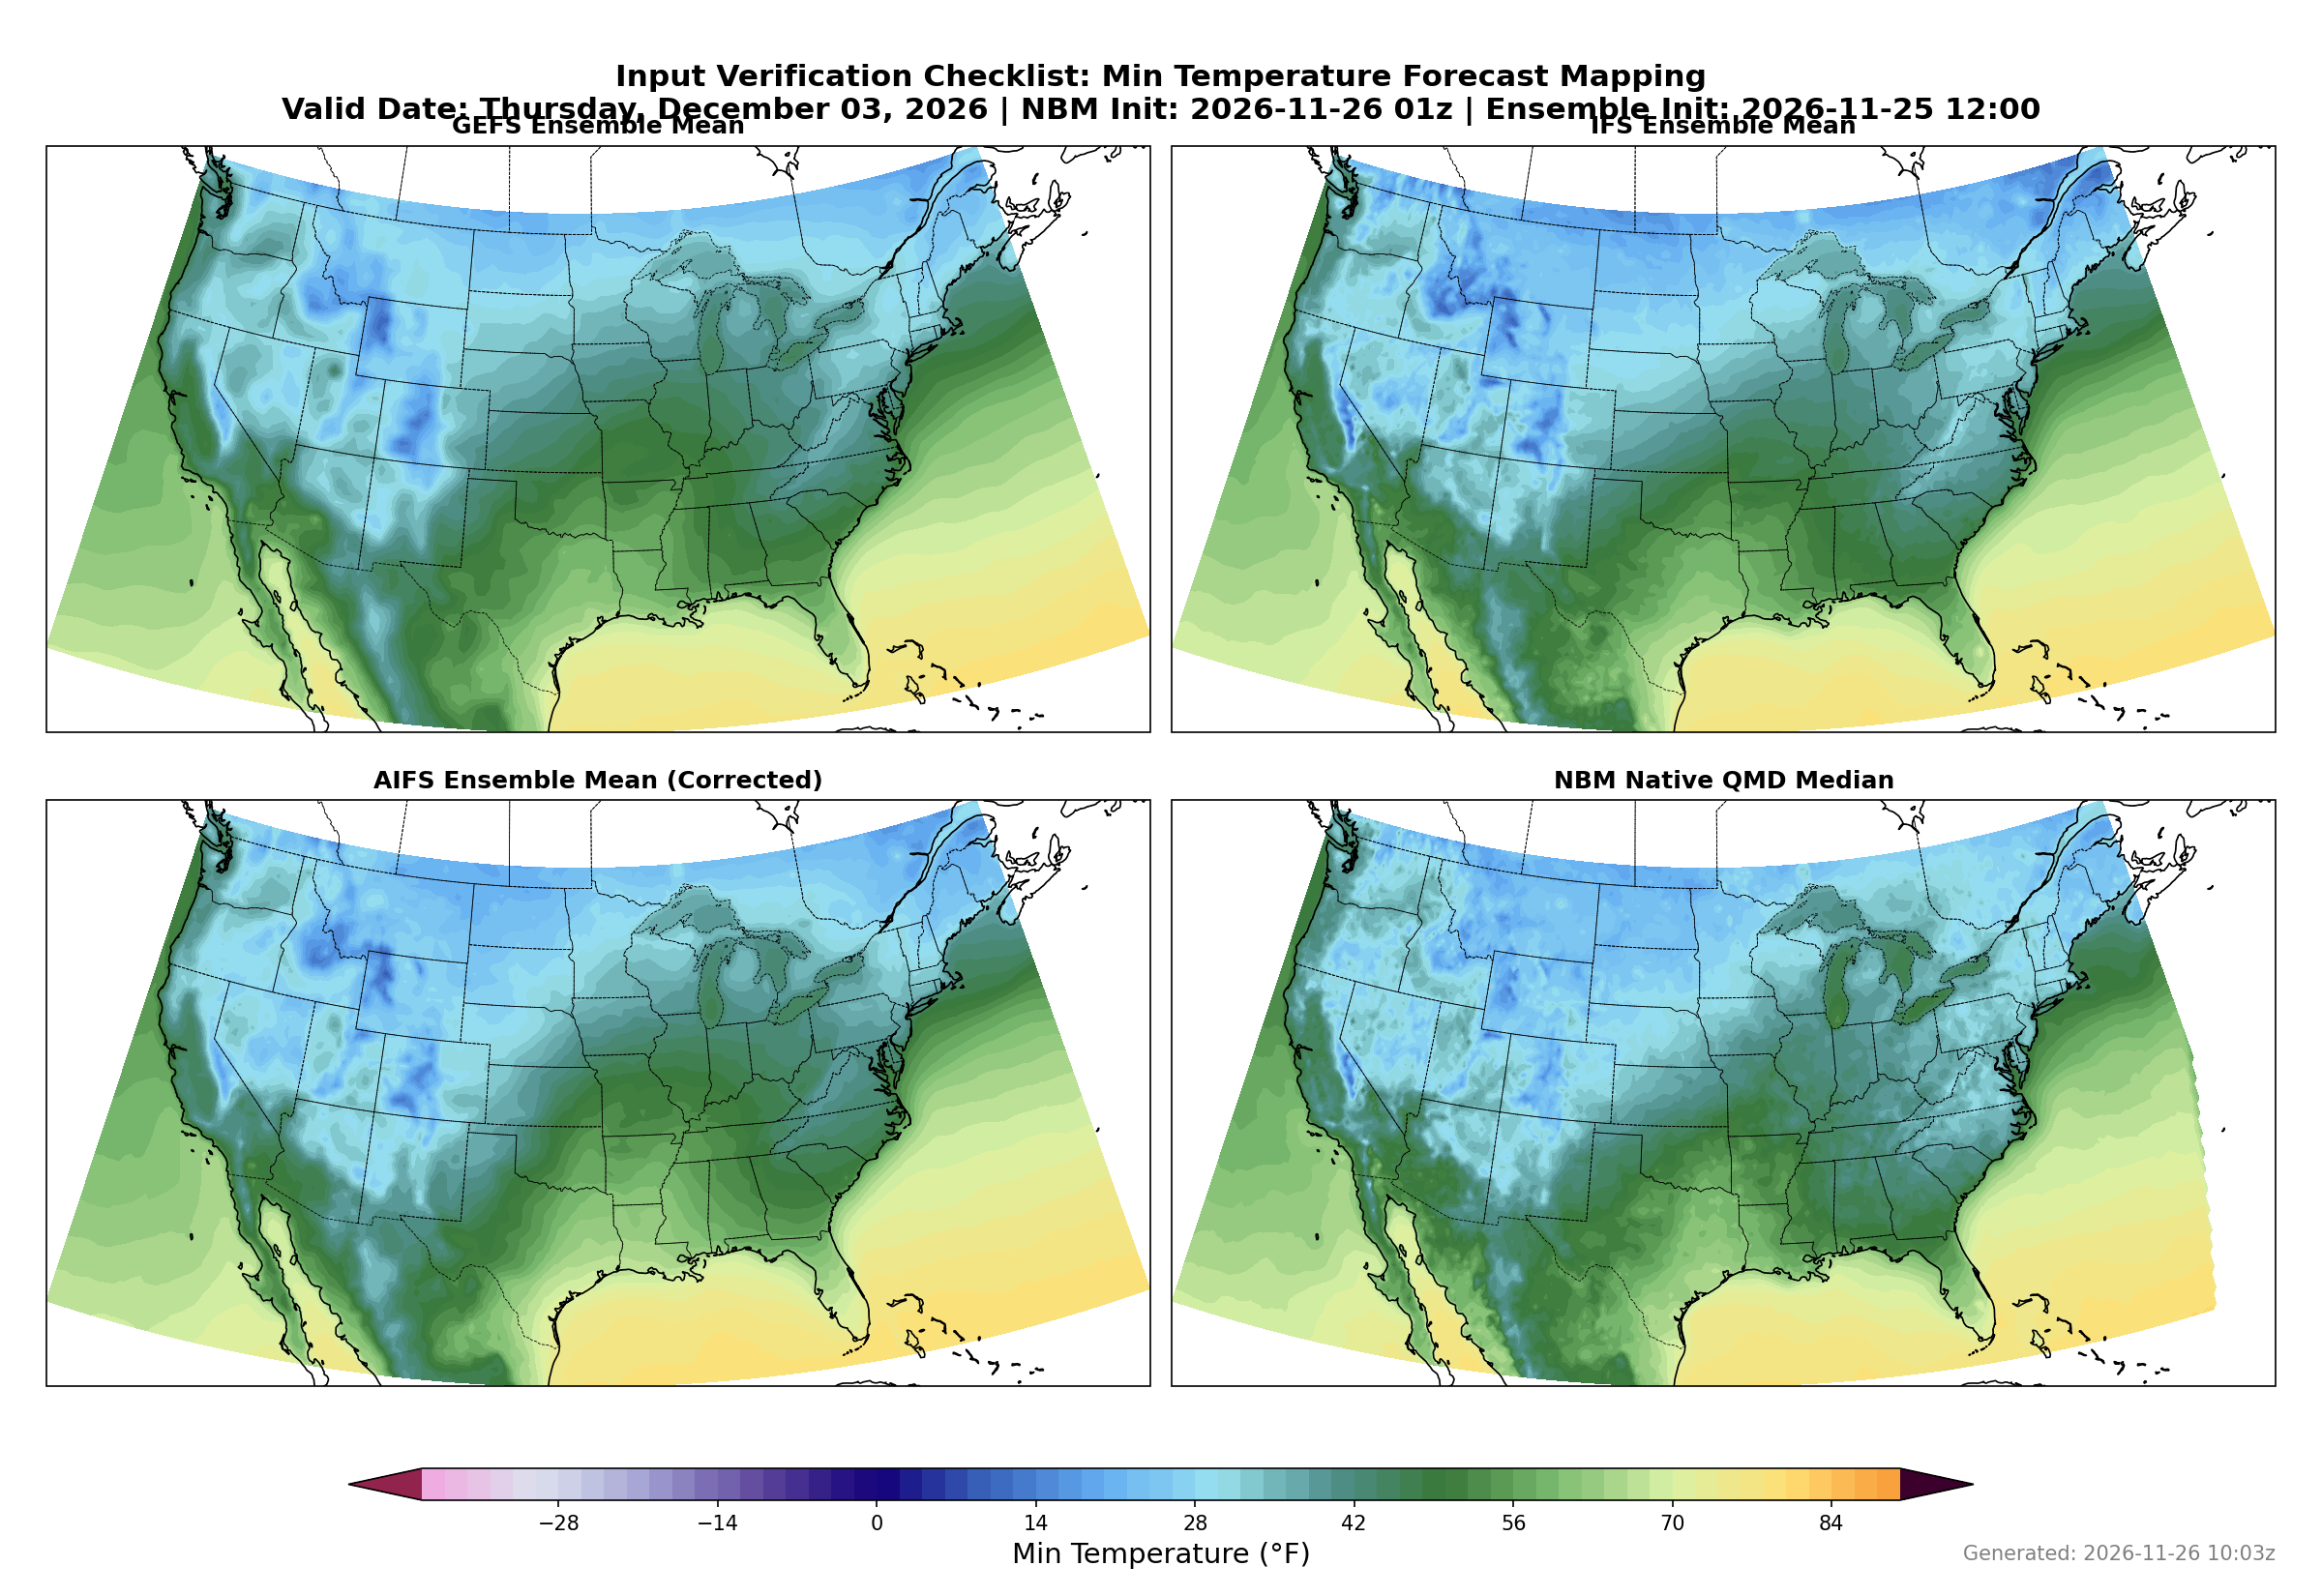 Input Verification Checklist: Min Temperature Forecast Mapping
Valid Date: Thursday, December 03, 2026 | NBM Init: 2026-11-26 01z | Ensemble Init: 2026-11-25 12:00
GEFS Ensemble Mean
IFS Ensemble Mean
AIFS Ensemble Mean (Corrected)
NBM Native QMD Median
−28 −14 0 14 28 42 56 70 84
Min Temperature (°F)
Generated: 2026-11-26 10:03z